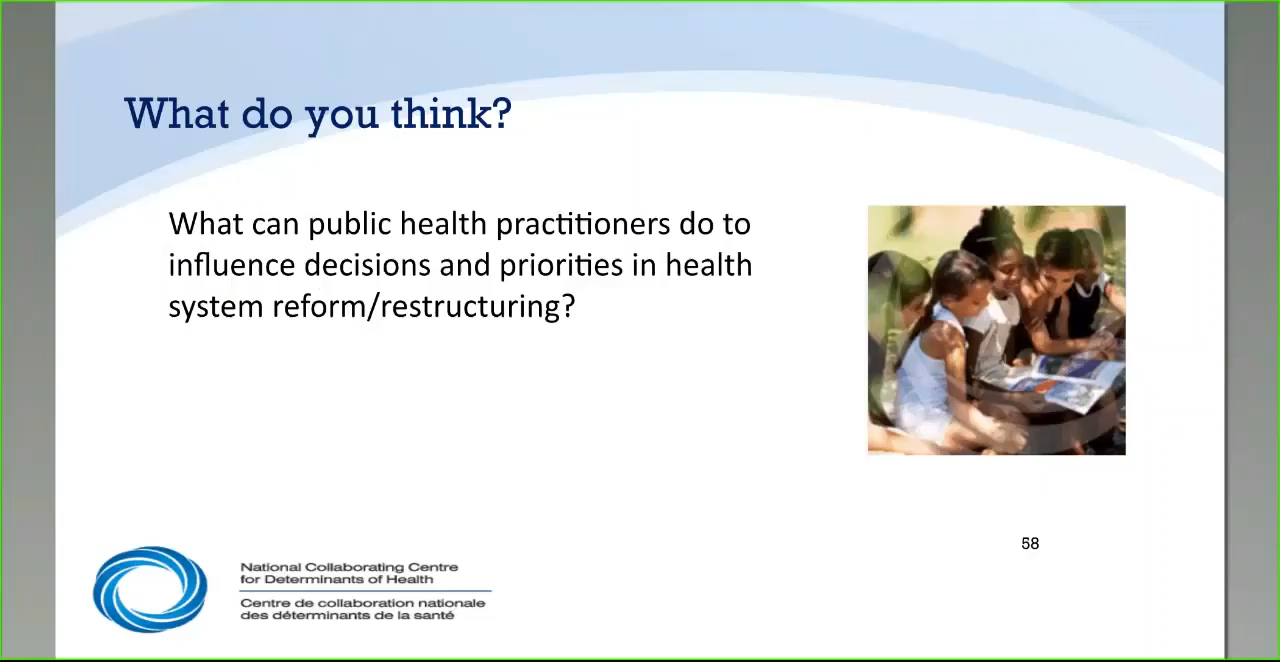 What do you think?
What can public health practitioners do to
influence decisions and priorities in health
system reform/restructuring?
58
National Collaborating Centre
for Determinants of Health
Centre de collaboration nationale
des déterminants de la santé